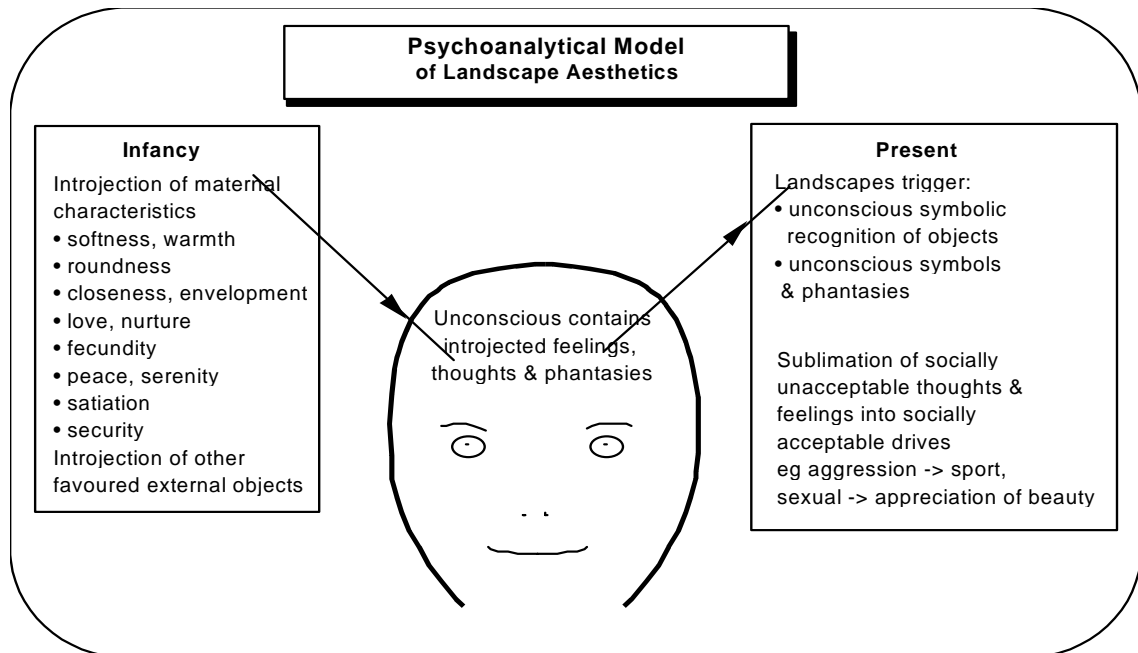 Psychoanalytical Model
of Landscape Aesthetics
Infancy
Introjection of maternal
characteristics
• softness, warmth
• roundness
• closeness, envelopment
• love, nurture
• fecundity
• peace, serenity
• satiation
• security
Introjection of other
favoured external objects
Unconscious contains
introjected feelings,
thoughts & phantasies
Present
Landscapes trigger:
• unconscious symbolic
recognition of objects
• unconscious symbols
& phantasies
Sublimation of socially
unacceptable thoughts &
feelings into socially
acceptable drives
eg aggression -> sport,
sexual -> appreciation of beauty